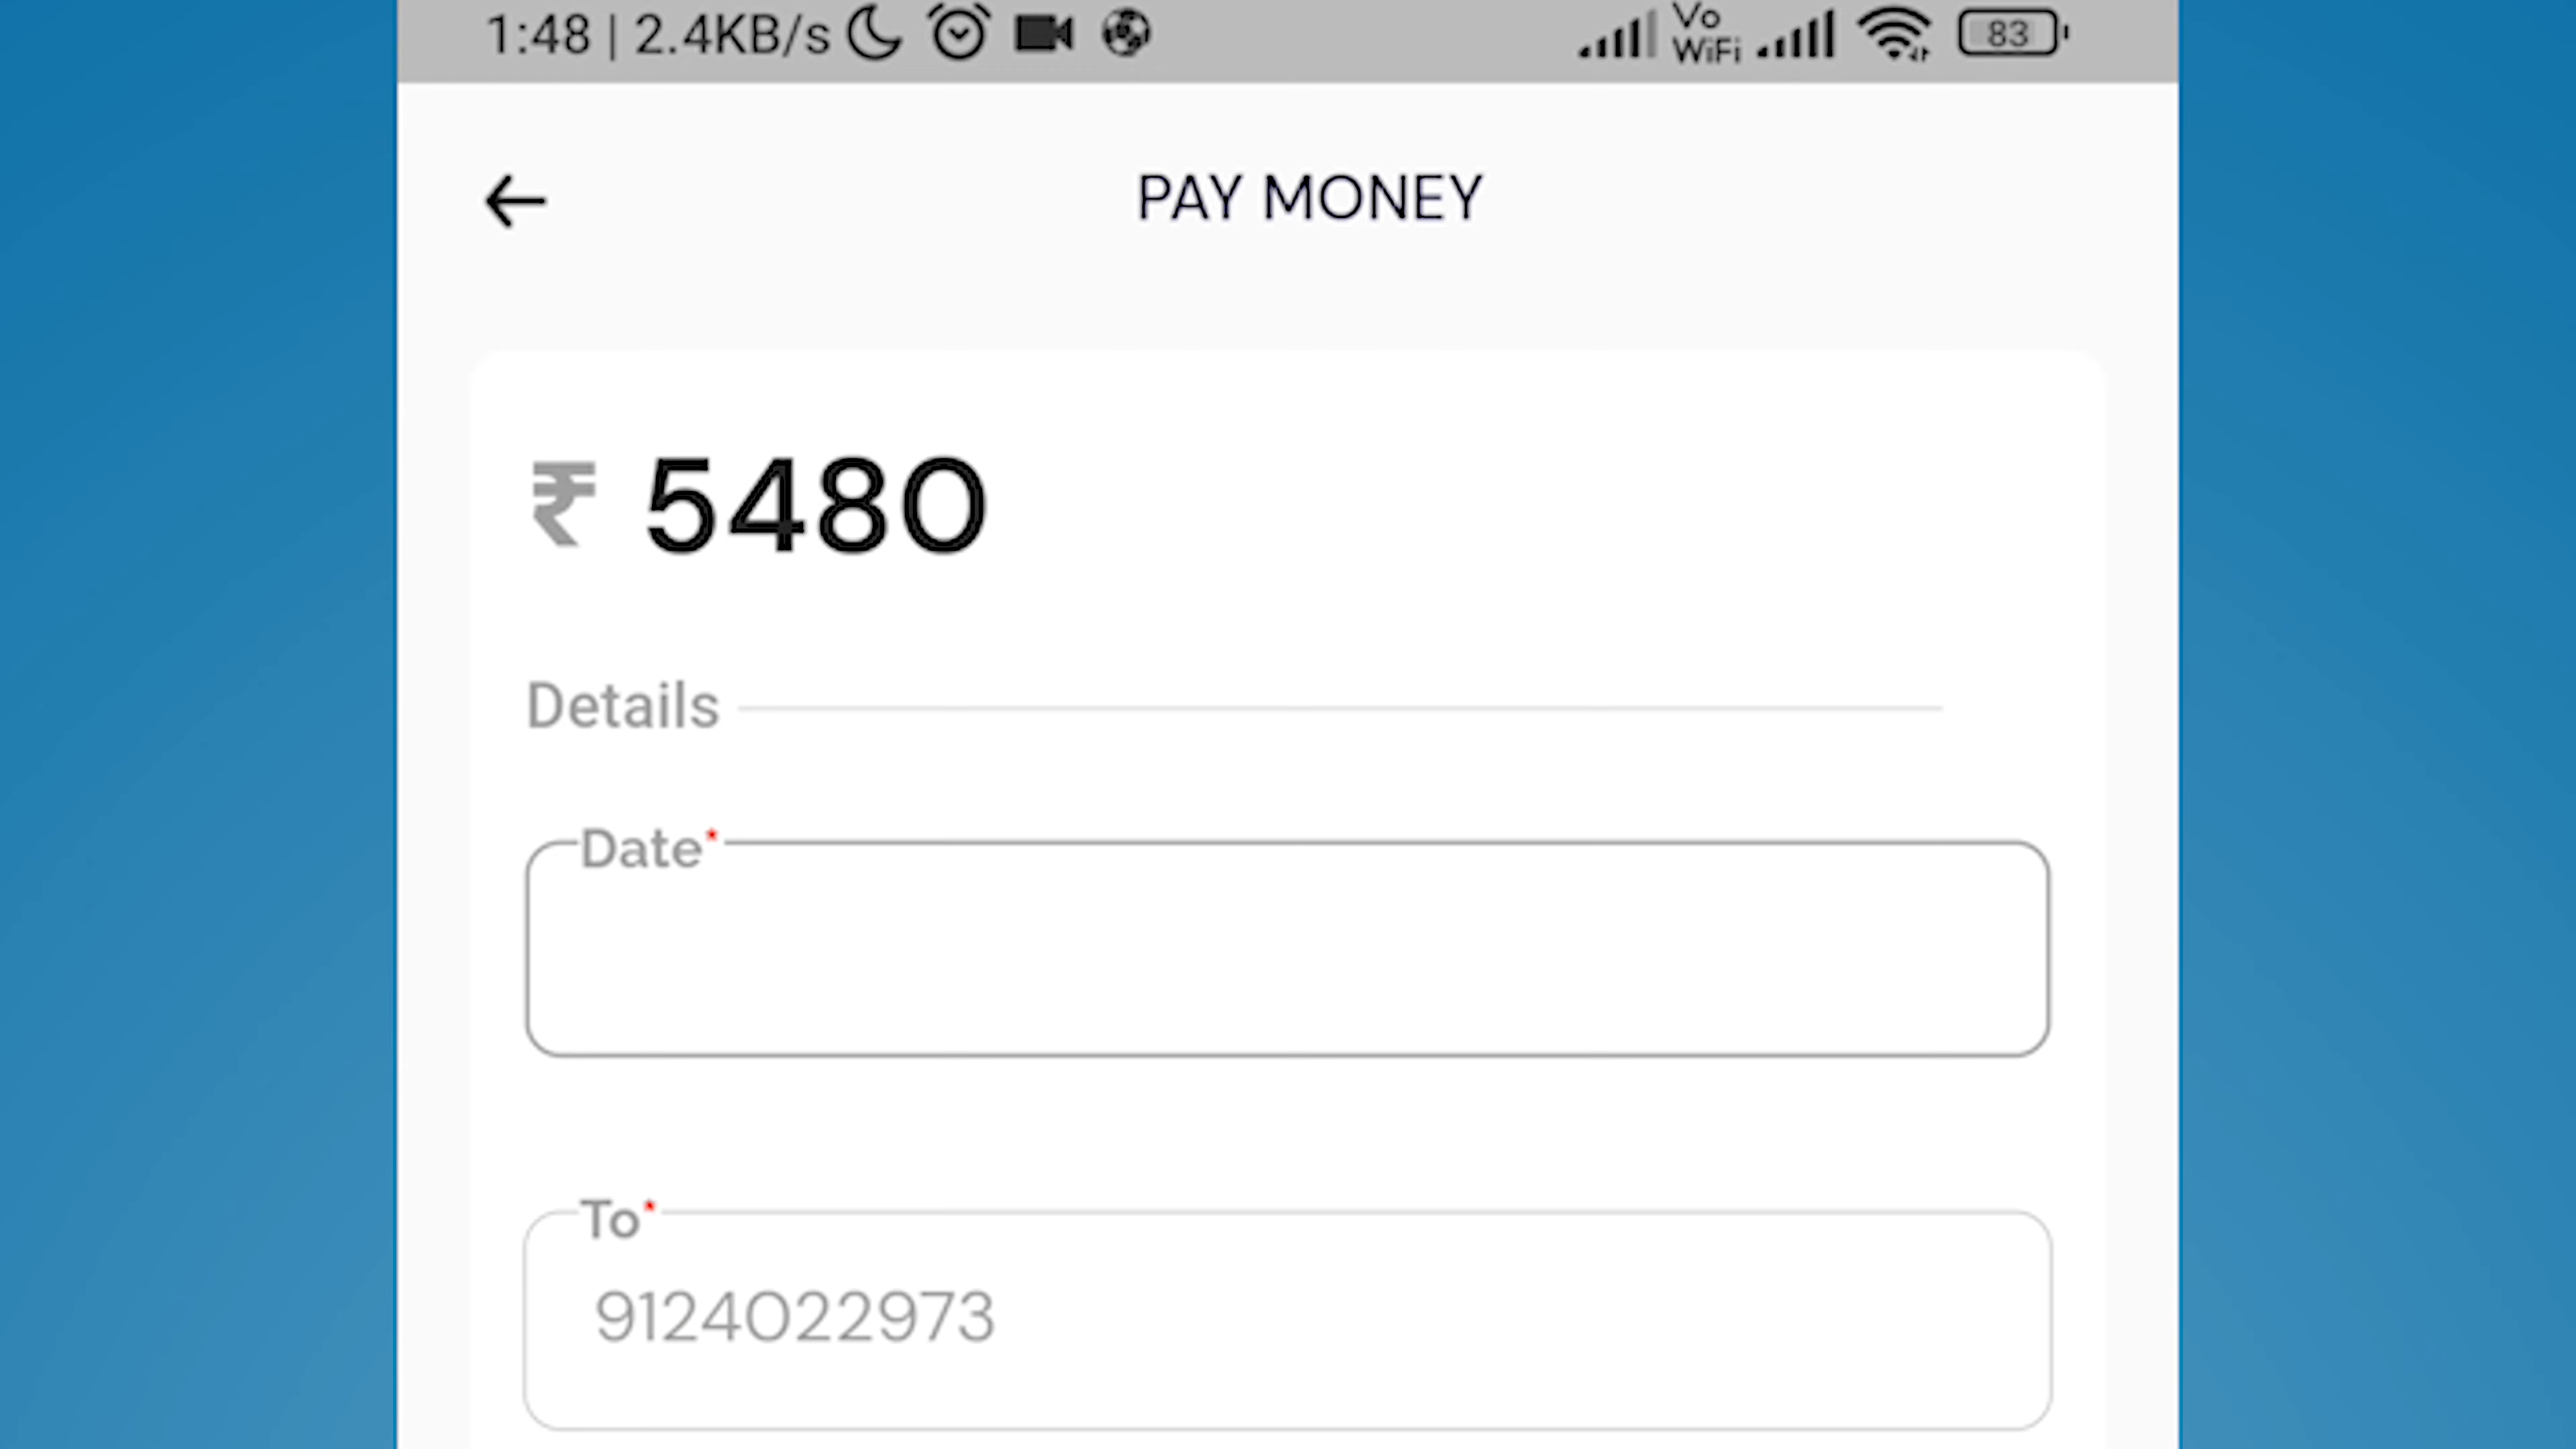 1:48 | 2.4KB/s Vo WiFi 83
PAY MONEY
₹ 5480
Details
Date*
To*
9124022973